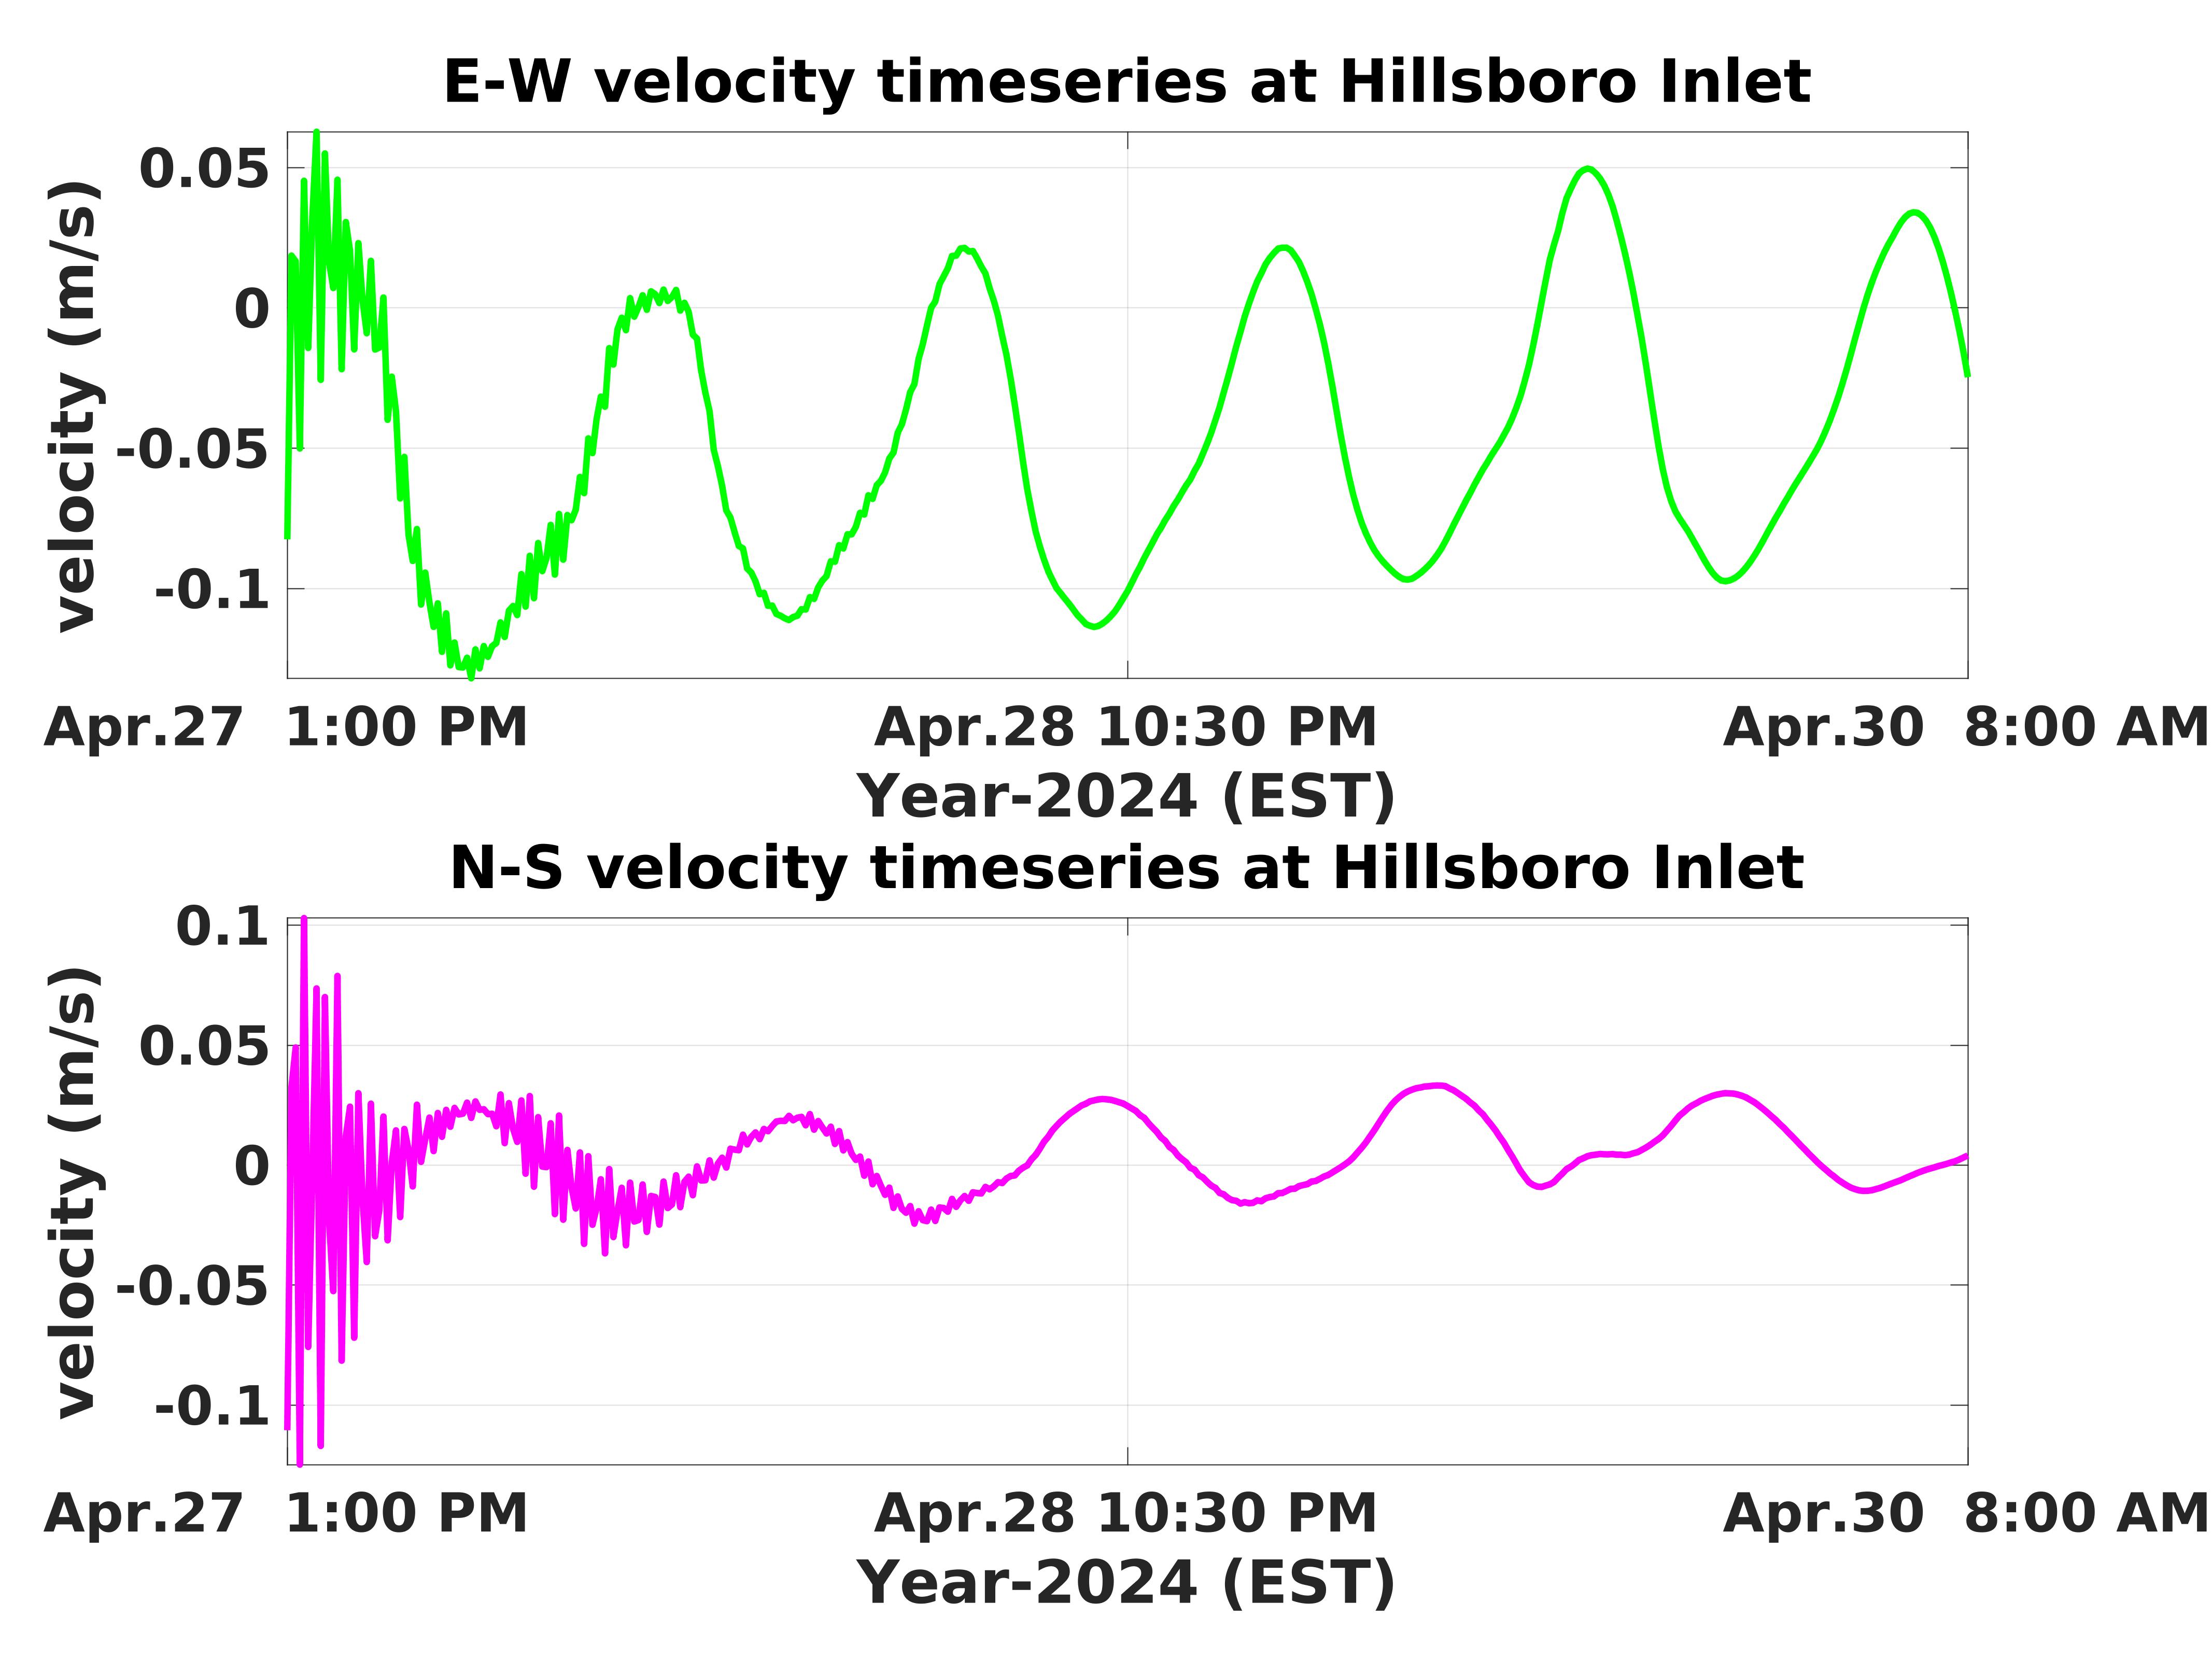 E-W velocity timeseries at Hillsboro Inlet
velocity (m/s)
0.05
0
-0.05
-0.1
Apr.27 1:00 PM Apr.28 10:30 PM Apr.30 8:00 AM
Year-2024 (EST)
N-S velocity timeseries at Hillsboro Inlet
velocity (m/s)
0.1
0.05
0
-0.05
-0.1
Apr.27 1:00 PM Apr.28 10:30 PM Apr.30 8:00 AM
Year-2024 (EST)